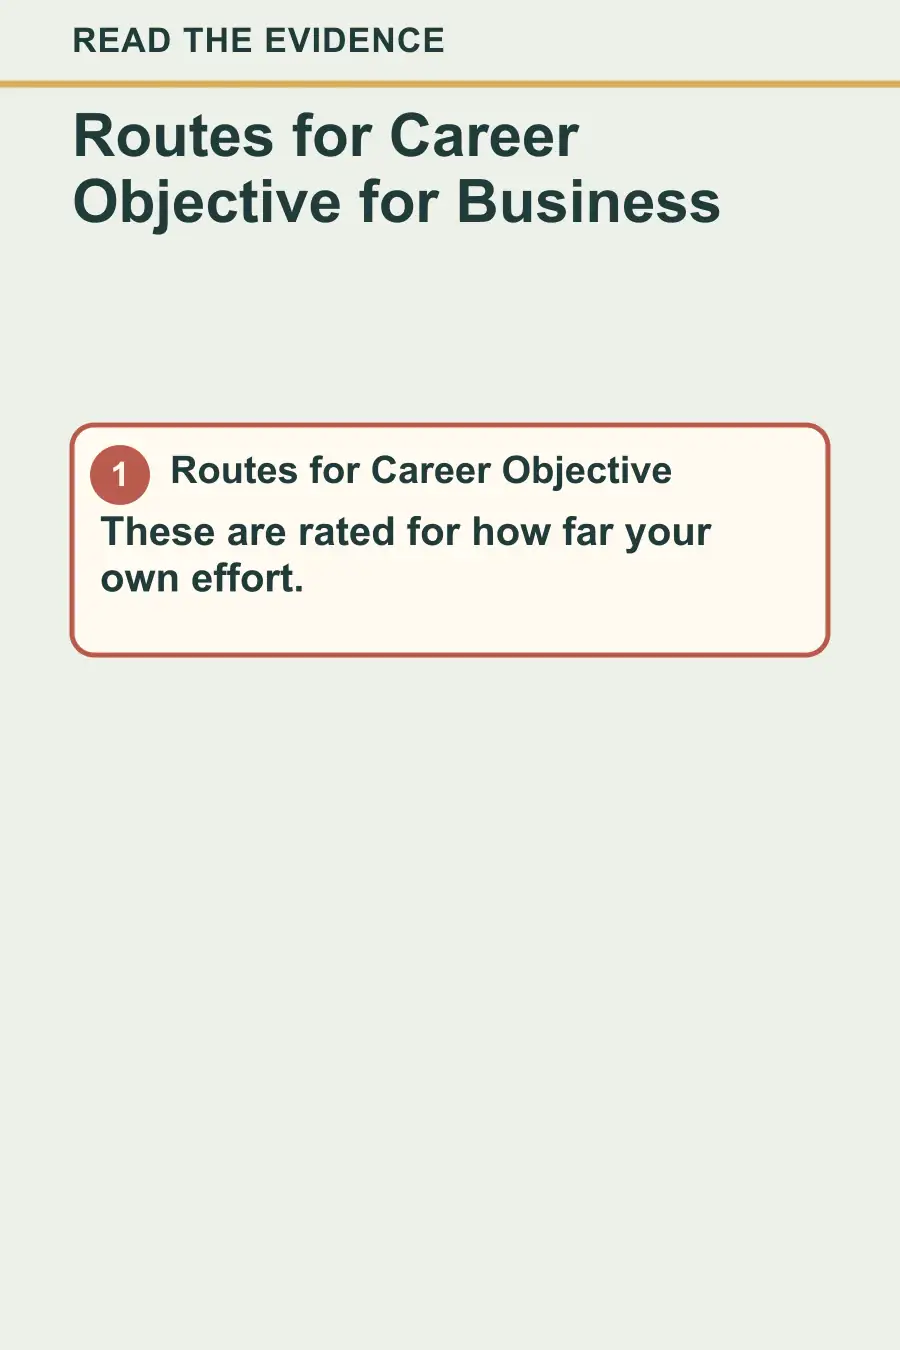 READ THE EVIDENCE
Routes for Career
Objective for Business
1 Routes for Career Objective
These are rated for how far your
own effort.